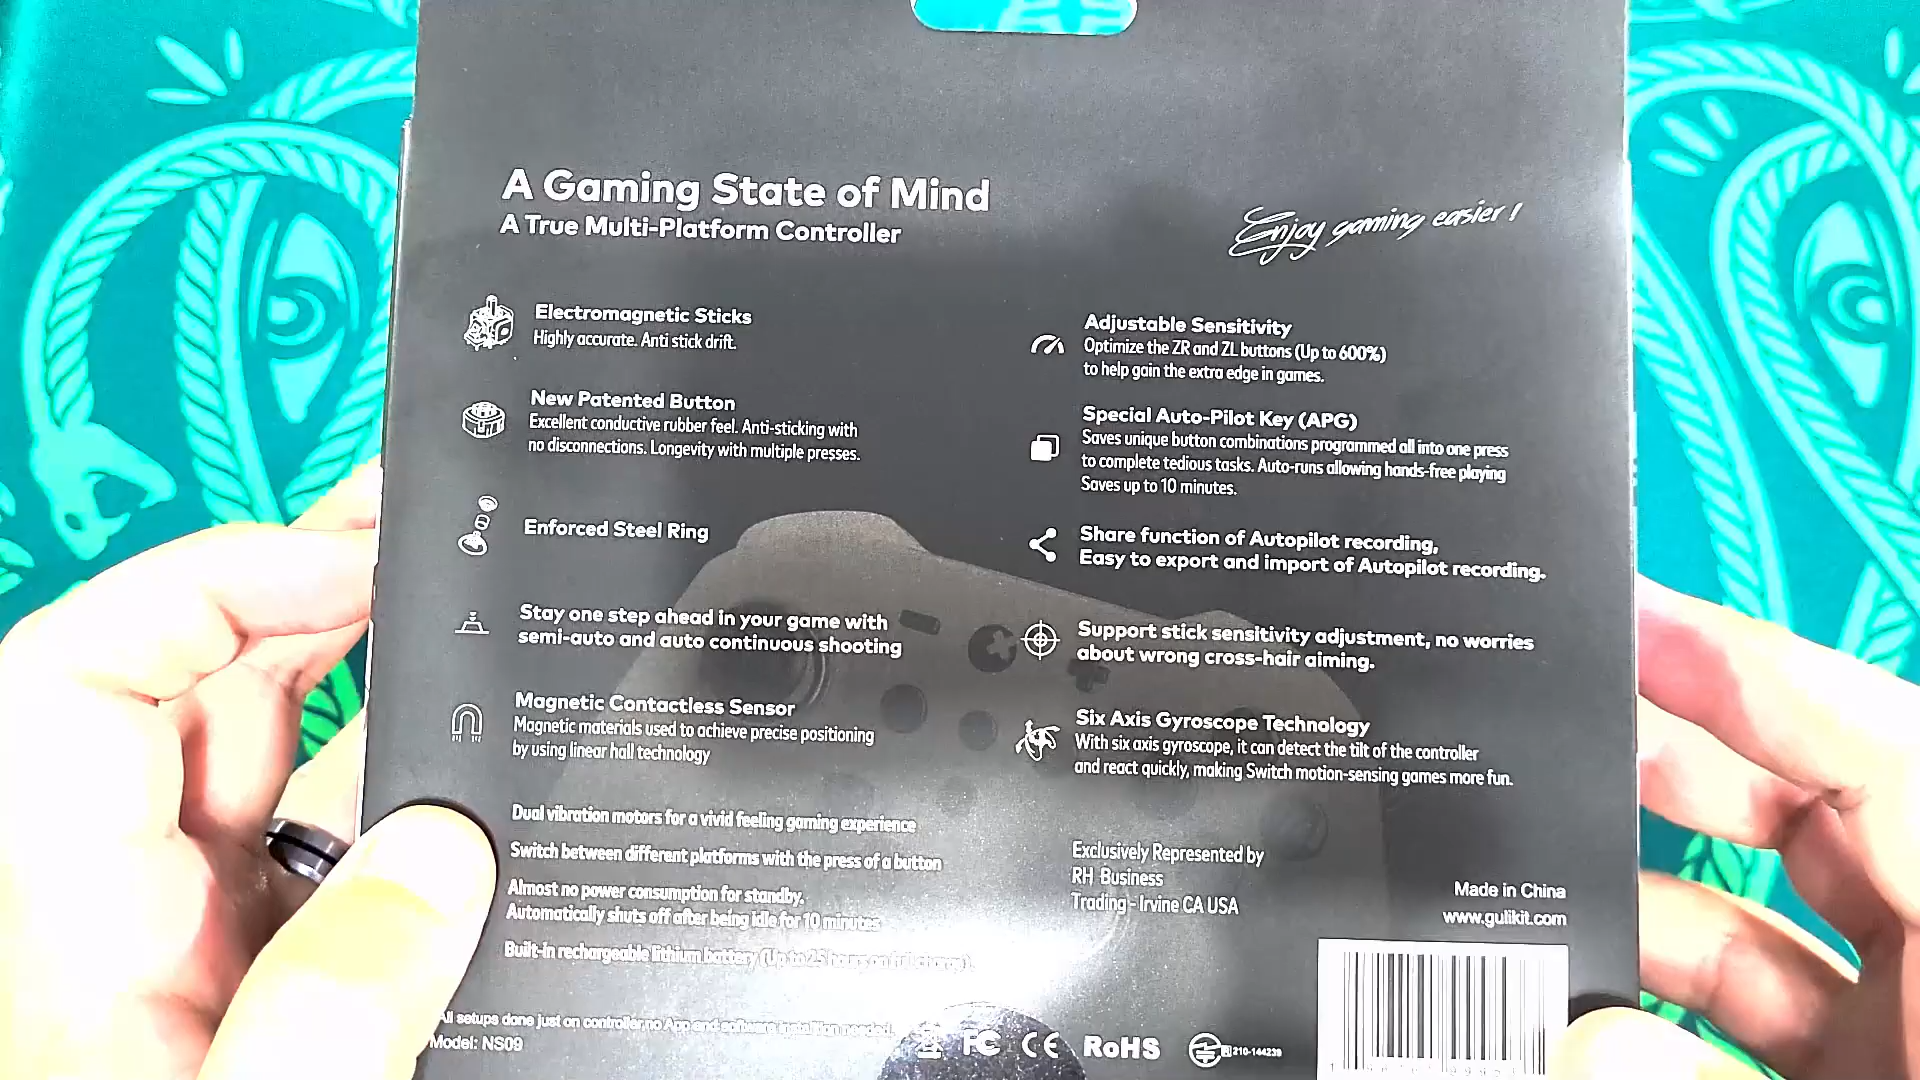 A Gaming State of Mind
A True Multi-Platform Controller
Enjoy gaming easier !
Electromagnetic Sticks
Highly accurate. Anti stick drift.
New Patented Button
Excellent conductive rubber feel. Anti-sticking with
no disconnections. Longevity with multiple presses.
Enforced Steel Ring
Stay one step ahead in your game with
semi-auto and auto continuous shooting
Magnetic Contactless Sensor
Magnetic materials used to achieve precise positioning
by using linear hall technology
Dual vibration motors for a vivid feeling gaming experience
Switch between different platforms with the press of a button
Almost no power consumption for standby.
Automatically shuts off after being idle for 10 minutes
Built-in rechargeable lithium battery (Up to 25 hours on full charge).
All setups done just on controller,no App and software instllation needed.
Model: NS09
Adjustable Sensitivity
Optimize the ZR and ZL buttons (Up to 600%)
to help gain the extra edge in games.
Special Auto-Pilot Key (APG)
Saves unique button combinations programmed all into one press
to complete tedious tasks. Auto-runs allowing hands-free playing
Saves up to 10 minutes.
Share function of Autopilot recording,
Easy to export and import of Autopilot recording.
Support stick sensitivity adjustment, no worries
about wrong cross-hair aiming.
Six Axis Gyroscope Technology
With six axis gyroscope, it can detect the tilt of the controller
and react quickly, making Switch motion-sensing games more fun.
Exclusively Represented by
RH Business
Trading - Irvine CA USA
Made in China
www.gulikit.com
FC CE RoHS R 210-144239